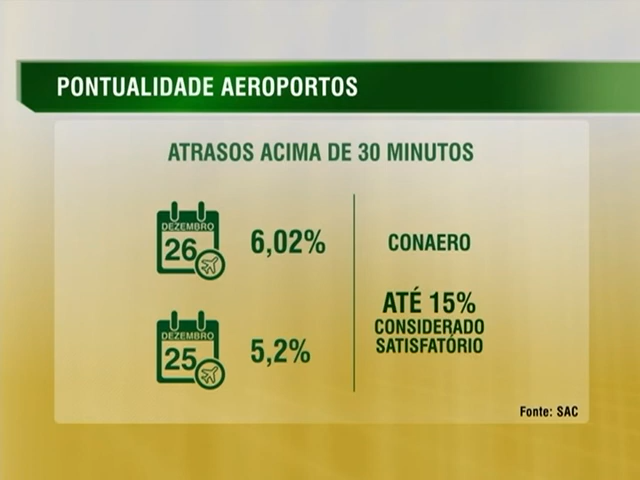 PONTUALIDADE AEROPORTOS
ATRASOS ACIMA DE 30 MINUTOS
DEZEMBRO
26
6,02%
DEZEMBRO
25
5,2%
CONAERO
ATÉ 15%
CONSIDERADO
SATISFATÓRIO
Fonte: SAC